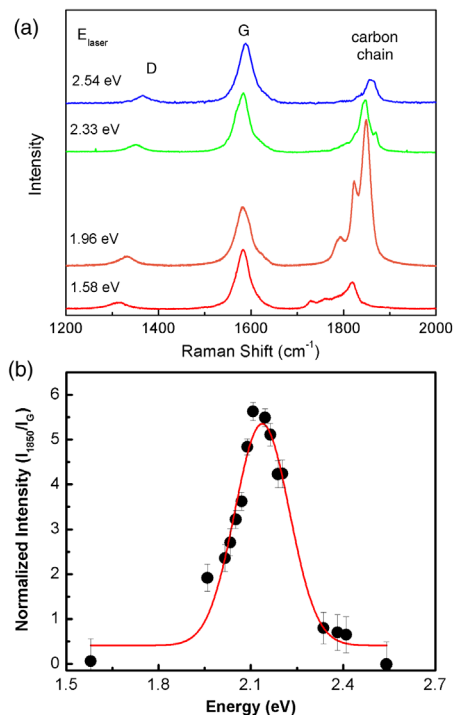 (a)
E_laser
D
G
carbon
chain
2.54 eV
2.33 eV
1.96 eV
1.58 eV
Intensity
1200 1400 1600 1800 2000
Raman Shift (cm⁻¹)
(b)
Normalized Intensity (I₁₈₅₀/I_G)
6
5
4
3
2
1
0
1.5 1.8 2.1 2.4 2.7
Energy (eV)